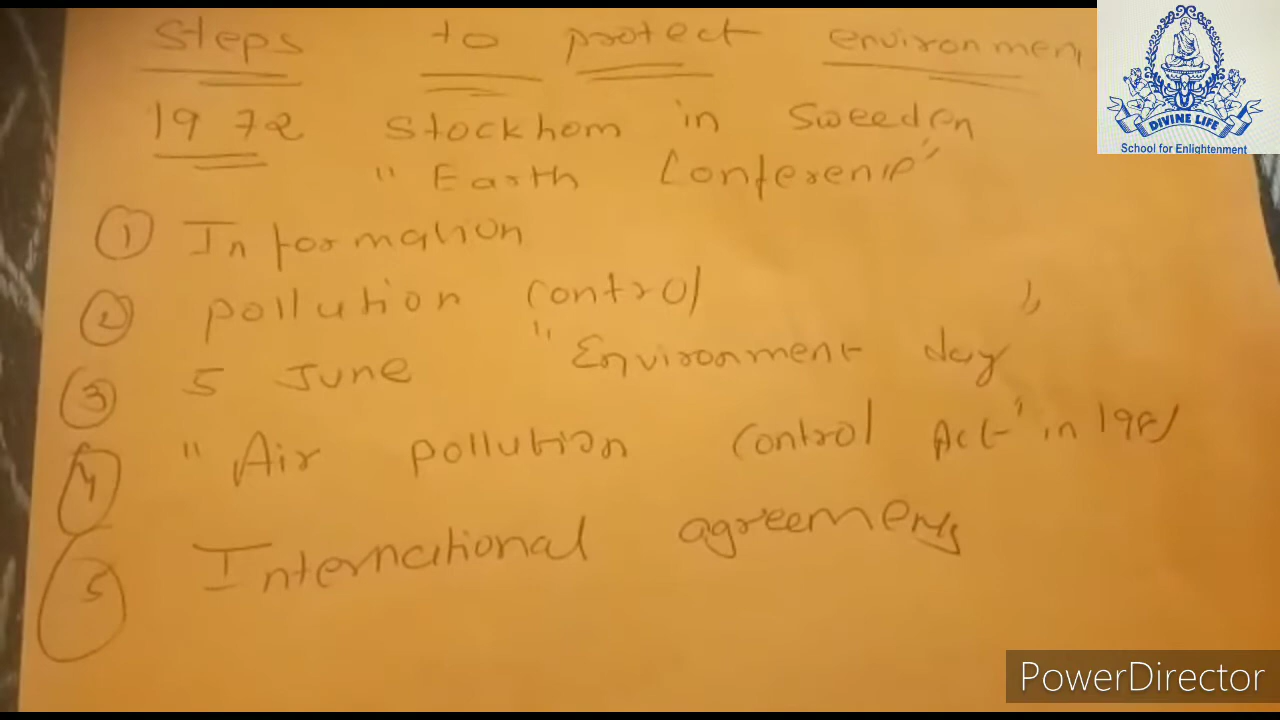 Steps to protect environmen
1972 Stockhom in Sweeden
"Earth Conference"
① Information
② pollution control
③ 5 June "Environment day"
④ "Air pollution control Act" in 1981
⑤ International agreements
DIVINE LIFE
School for Enlightenment
PowerDirector